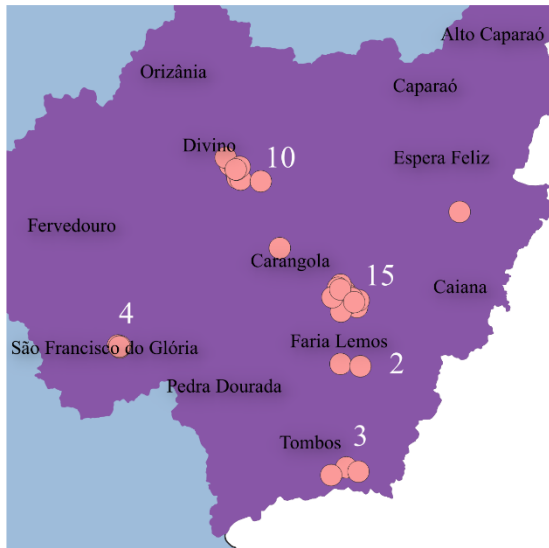 Alto Caparaó
Orizânia
Caparaó
Divino
10
Espera Feliz
Fervedouro
Carangola
15
Caiana
4
São Francisco do Glória
Faria Lemos
2
Pedra Dourada
Tombos
3